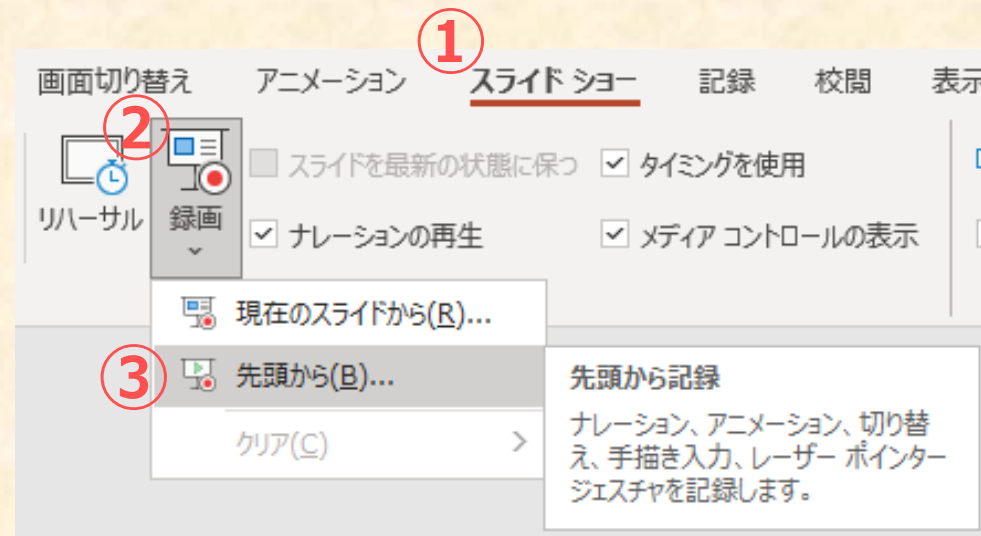 ①
画面切り替え アニメーション スライド ショー 記録 校閲 表示
②
スライドを最新の状態に保つ タイミングを使用
リハーサル 録画 ナレーションの再生 メディア コントロールの表示
現在のスライドから(R)...
③ 先頭から(B)...
クリア(C)
先頭から記録
ナレーション、アニメーション、切り替
え、手描き入力、レーザー ポインター
ジェスチャを記録します。